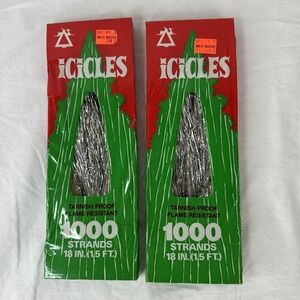 ICICLES
TARNISH-PROOF
FLAME RESISTANT
1000
STRANDS
18 IN. (1.5 FT.)
ICICLES
TARNISH-PROOF
FLAME RESISTANT
1000
STRANDS
18 IN. (1.5 FT.)